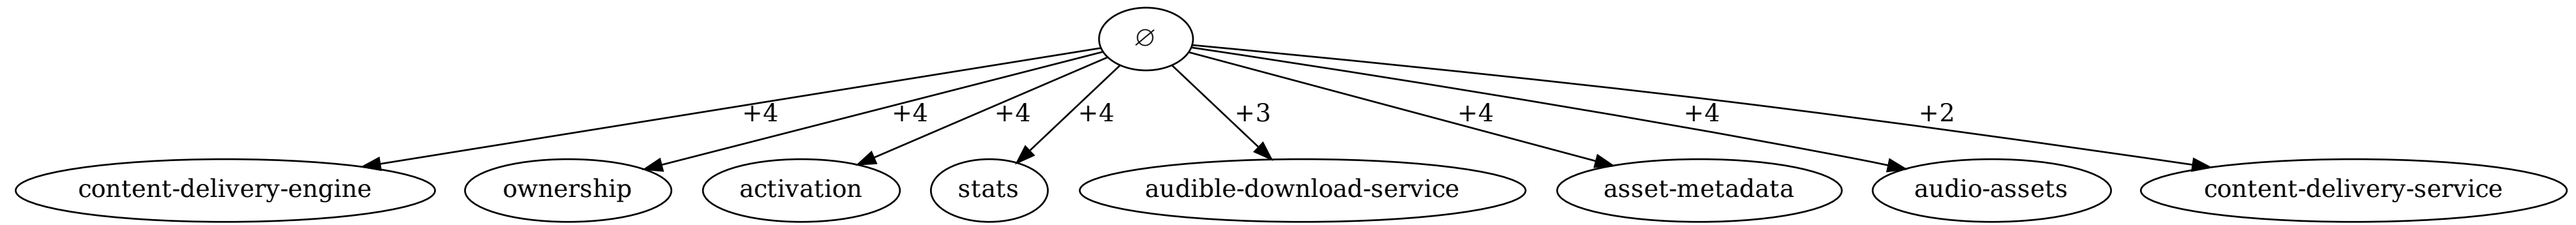 ∅
+4 +4 +4 +4 +3 +4 +4 +2
content-delivery-engine ownership activation stats audible-download-service asset-metadata audio-assets content-delivery-service